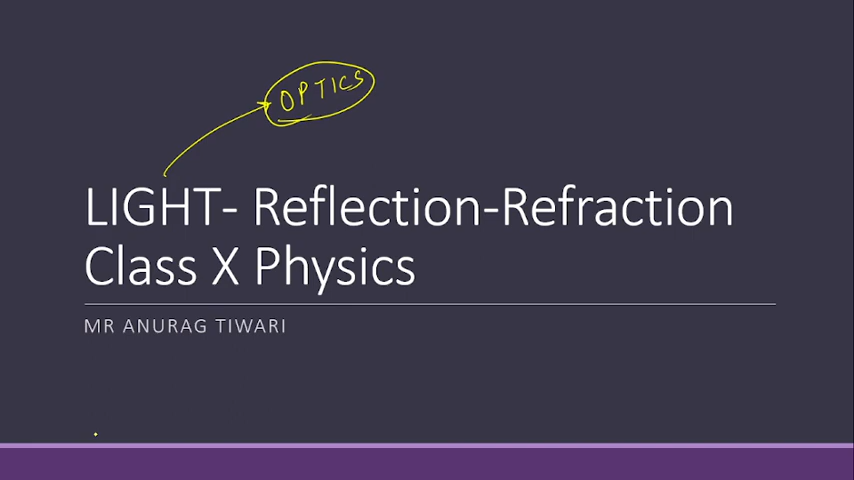 OPTICS
LIGHT- Reflection-Refraction
Class X Physics
MR ANURAG TIWARI